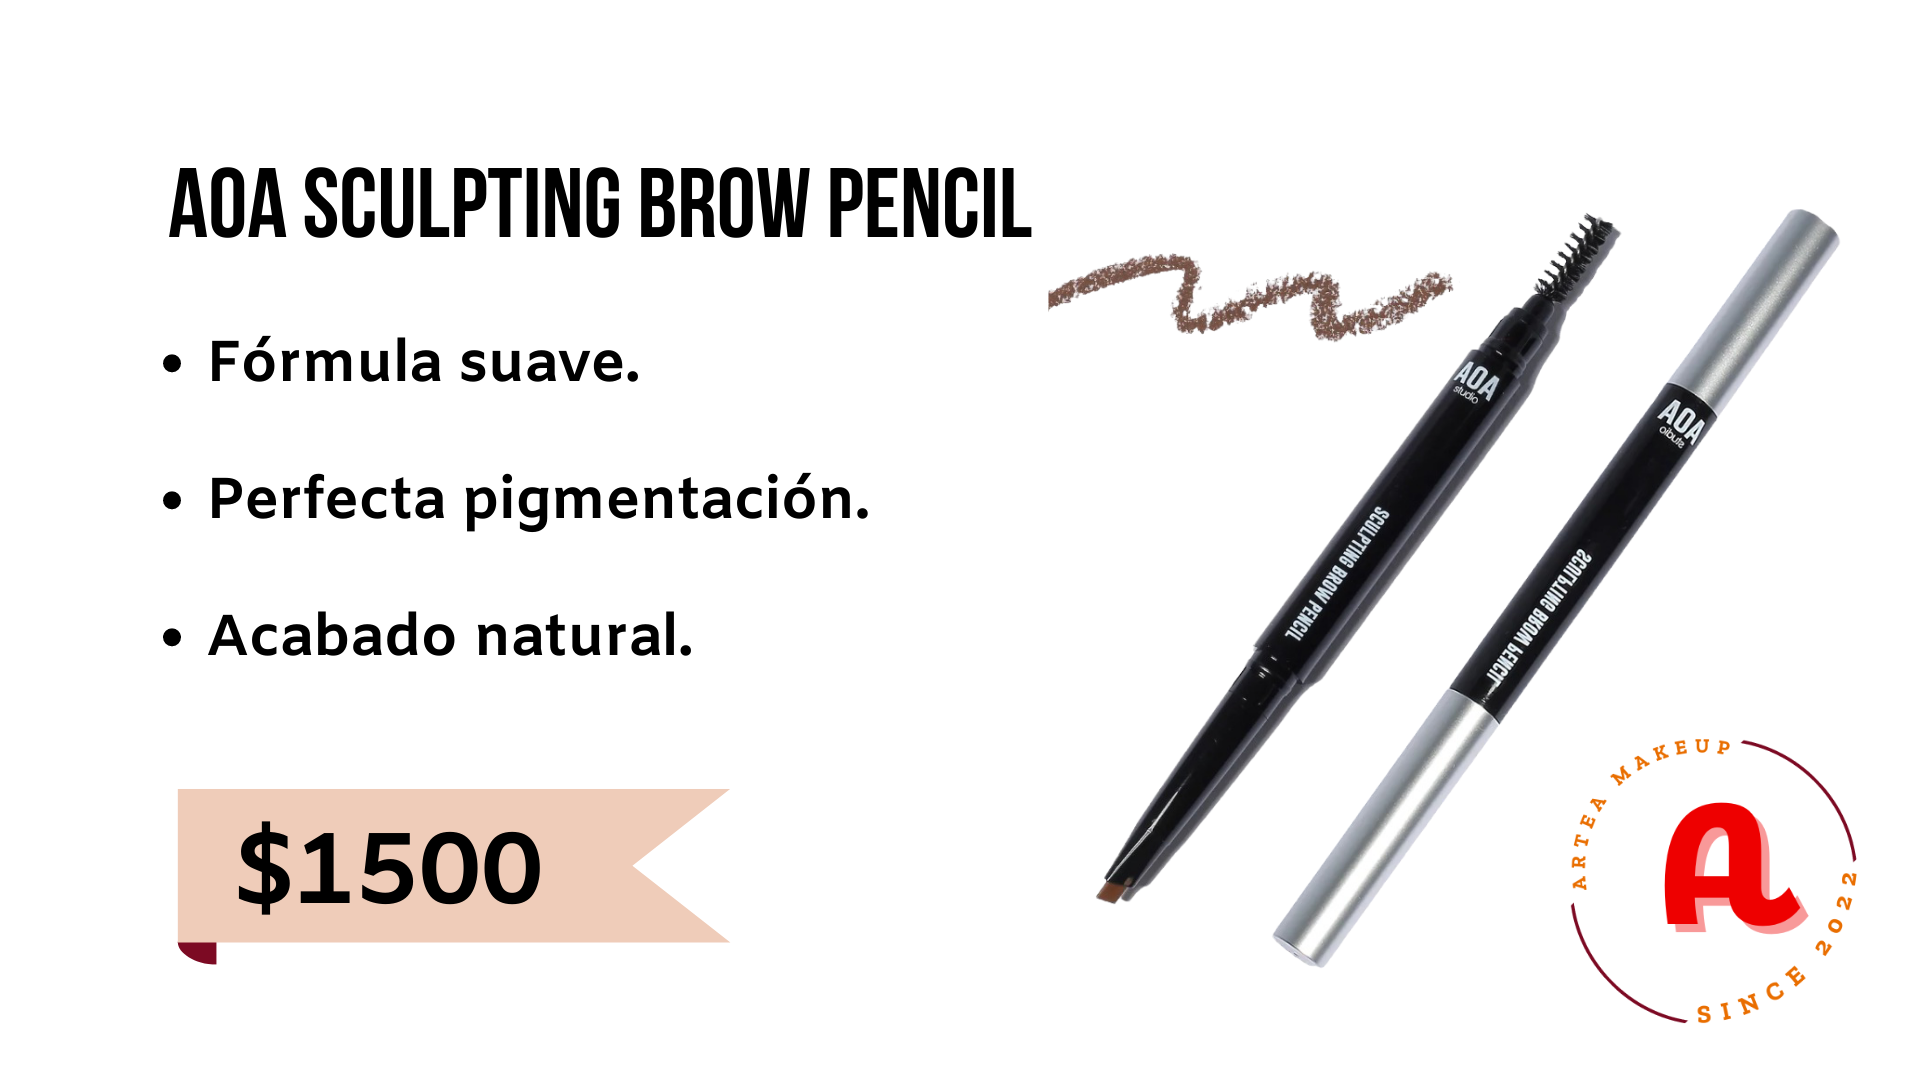 AOA SCULPTING BROW PENCIL
• Fórmula suave.
• Perfecta pigmentación.
• Acabado natural.
$1500
AOA
studio
SCULPTING BROW PENCIL
AOA
studio
SCULPTING BROW PENCIL
ARTEA MAKEUP
A
SINCE 2022